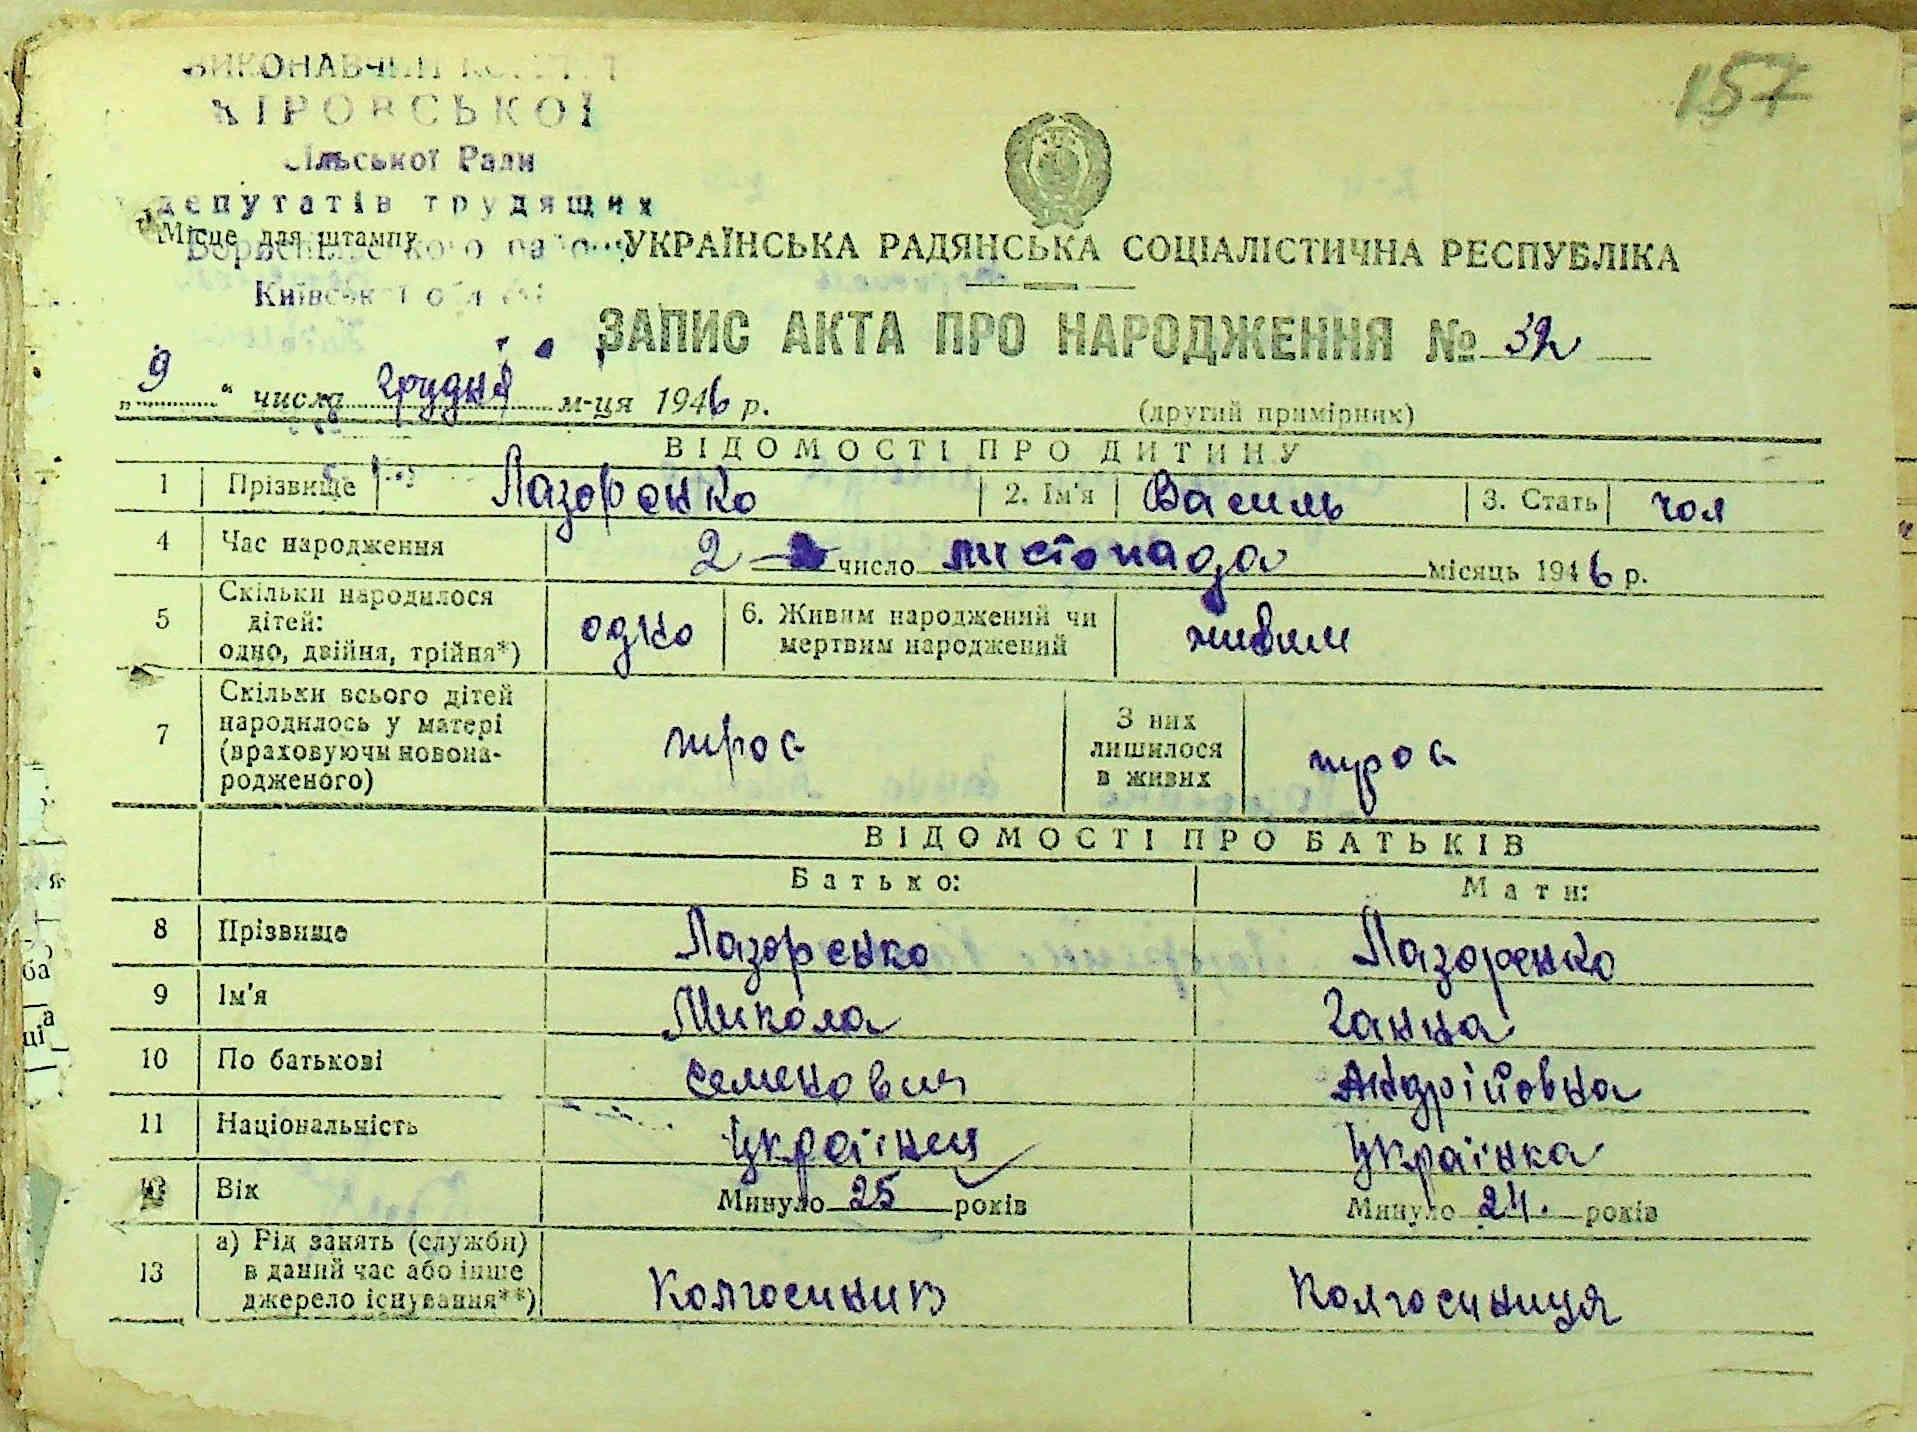 157
ВИКОНАВЧИЙ КОМІТЕТ
КІРОВСЬКОЇ
Сільської Ради
депутатів трудящих
Місце для штампу
Бориспільського району
Київської області
УКРАЇНСЬКА РАДЯНСЬКА СОЦІАЛІСТИЧНА РЕСПУБЛІКА
ЗАПИС АКТА ПРО НАРОДЖЕННЯ № 32
„9“ числа грудня м-ця 1946 р.
(другий примірник)
ВІДОМОСТІ ПРО ДИТИНУ
1 Прізвище Лазоренко 2. Ім'я Василь 3. Стать чол
4 Час народження 2 число листопада місяць 1946 р.
5 Скільки народилося дітей: одно, двійня, трійня*) одно 6. Живим народжений чи мертвим народжений живим
7 Скільки всього дітей народилось у матері (враховуючи новонародженого) троє З них лишилося в живих троє
ВІДОМОСТІ ПРО БАТЬКІВ
Батько: Мати:
8 Прізвище Лазоренко Лазоренко
9 Ім'я Микола Ганна
10 По батькові Семенович Андріївна
11 Національність Українец Українка
12 Вік Минуло 25 років Минуло 24. років
13 а) Рід занять (служби) в даний час або інше джерело існування**) Колгоспник Колгоспниця